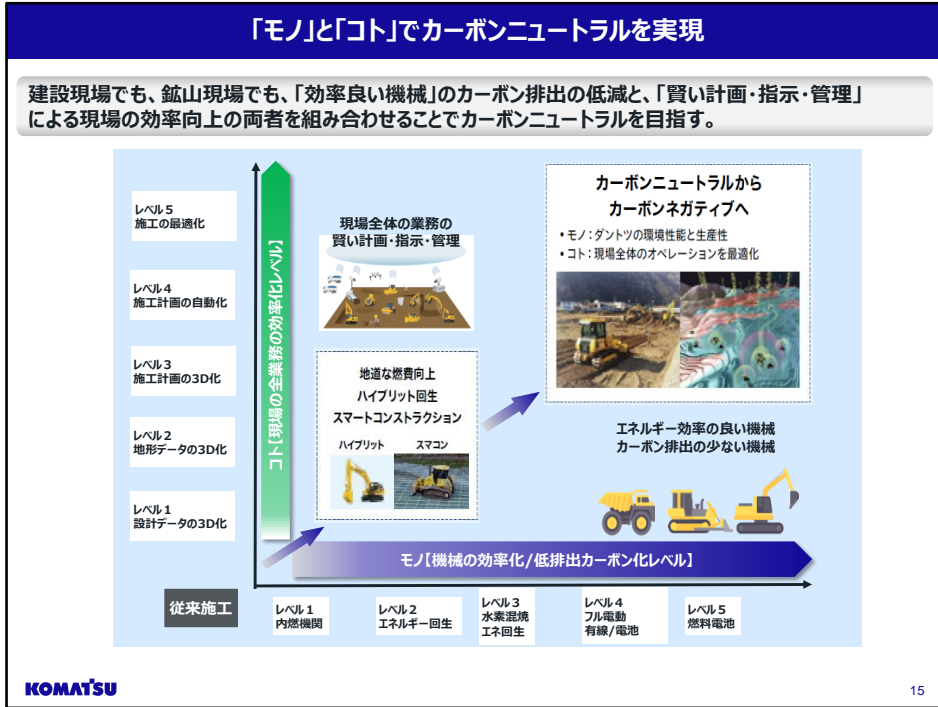 「モノ」と「コト」でカーボンニュートラルを実現
建設現場でも、鉱山現場でも、「効率良い機械」のカーボン排出の低減と、「賢い計画・指示・管理」
による現場の効率向上の両者を組み合わせることでカーボンニュートラルを目指す。
レベル5
施工の最適化
レベル4
施工計画の自動化
レベル3
施工計画の3D化
レベル2
地形データの3D化
レベル1
設計データの3D化
コト【現場の全業務の効率化レベル】
現場全体の業務の
賢い計画・指示・管理
地道な燃費向上
ハイブリット回生
スマートコンストラクション
ハイブリット
スマコン
カーボンニュートラルから
カーボンネガティブへ
・モノ:ダントツの環境性能と生産性
・コト:現場全体のオペレーションを最適化
エネルギー効率の良い機械
カーボン排出の少ない機械
モノ【機械の効率化/低排出カーボン化レベル】
従来施工
レベル1
内燃機関
レベル2
エネルギー回生
レベル3
水素混焼
エネ回生
レベル4
フル電動
有線/電池
レベル5
燃料電池
KOMATSU
15